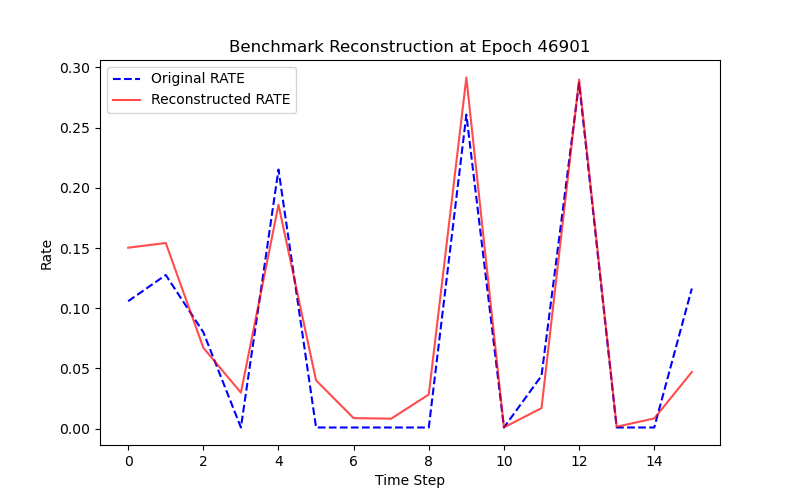 Benchmark Reconstruction at Epoch 46901
Original RATE
Reconstructed RATE
0.30
0.25
0.20
0.15
0.10
0.05
0.00
Rate
0 2 4 6 8 10 12 14
Time Step